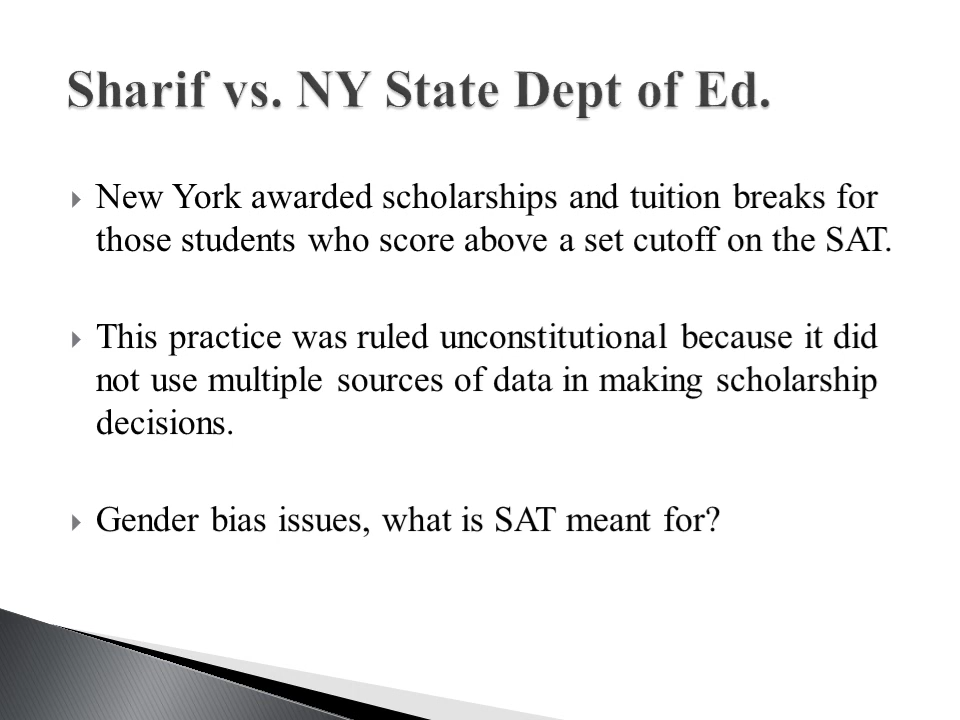 Sharif vs. NY State Dept of Ed.
New York awarded scholarships and tuition breaks for
those students who score above a set cutoff on the SAT.
This practice was ruled unconstitutional because it did
not use multiple sources of data in making scholarship
decisions.
Gender bias issues, what is SAT meant for?